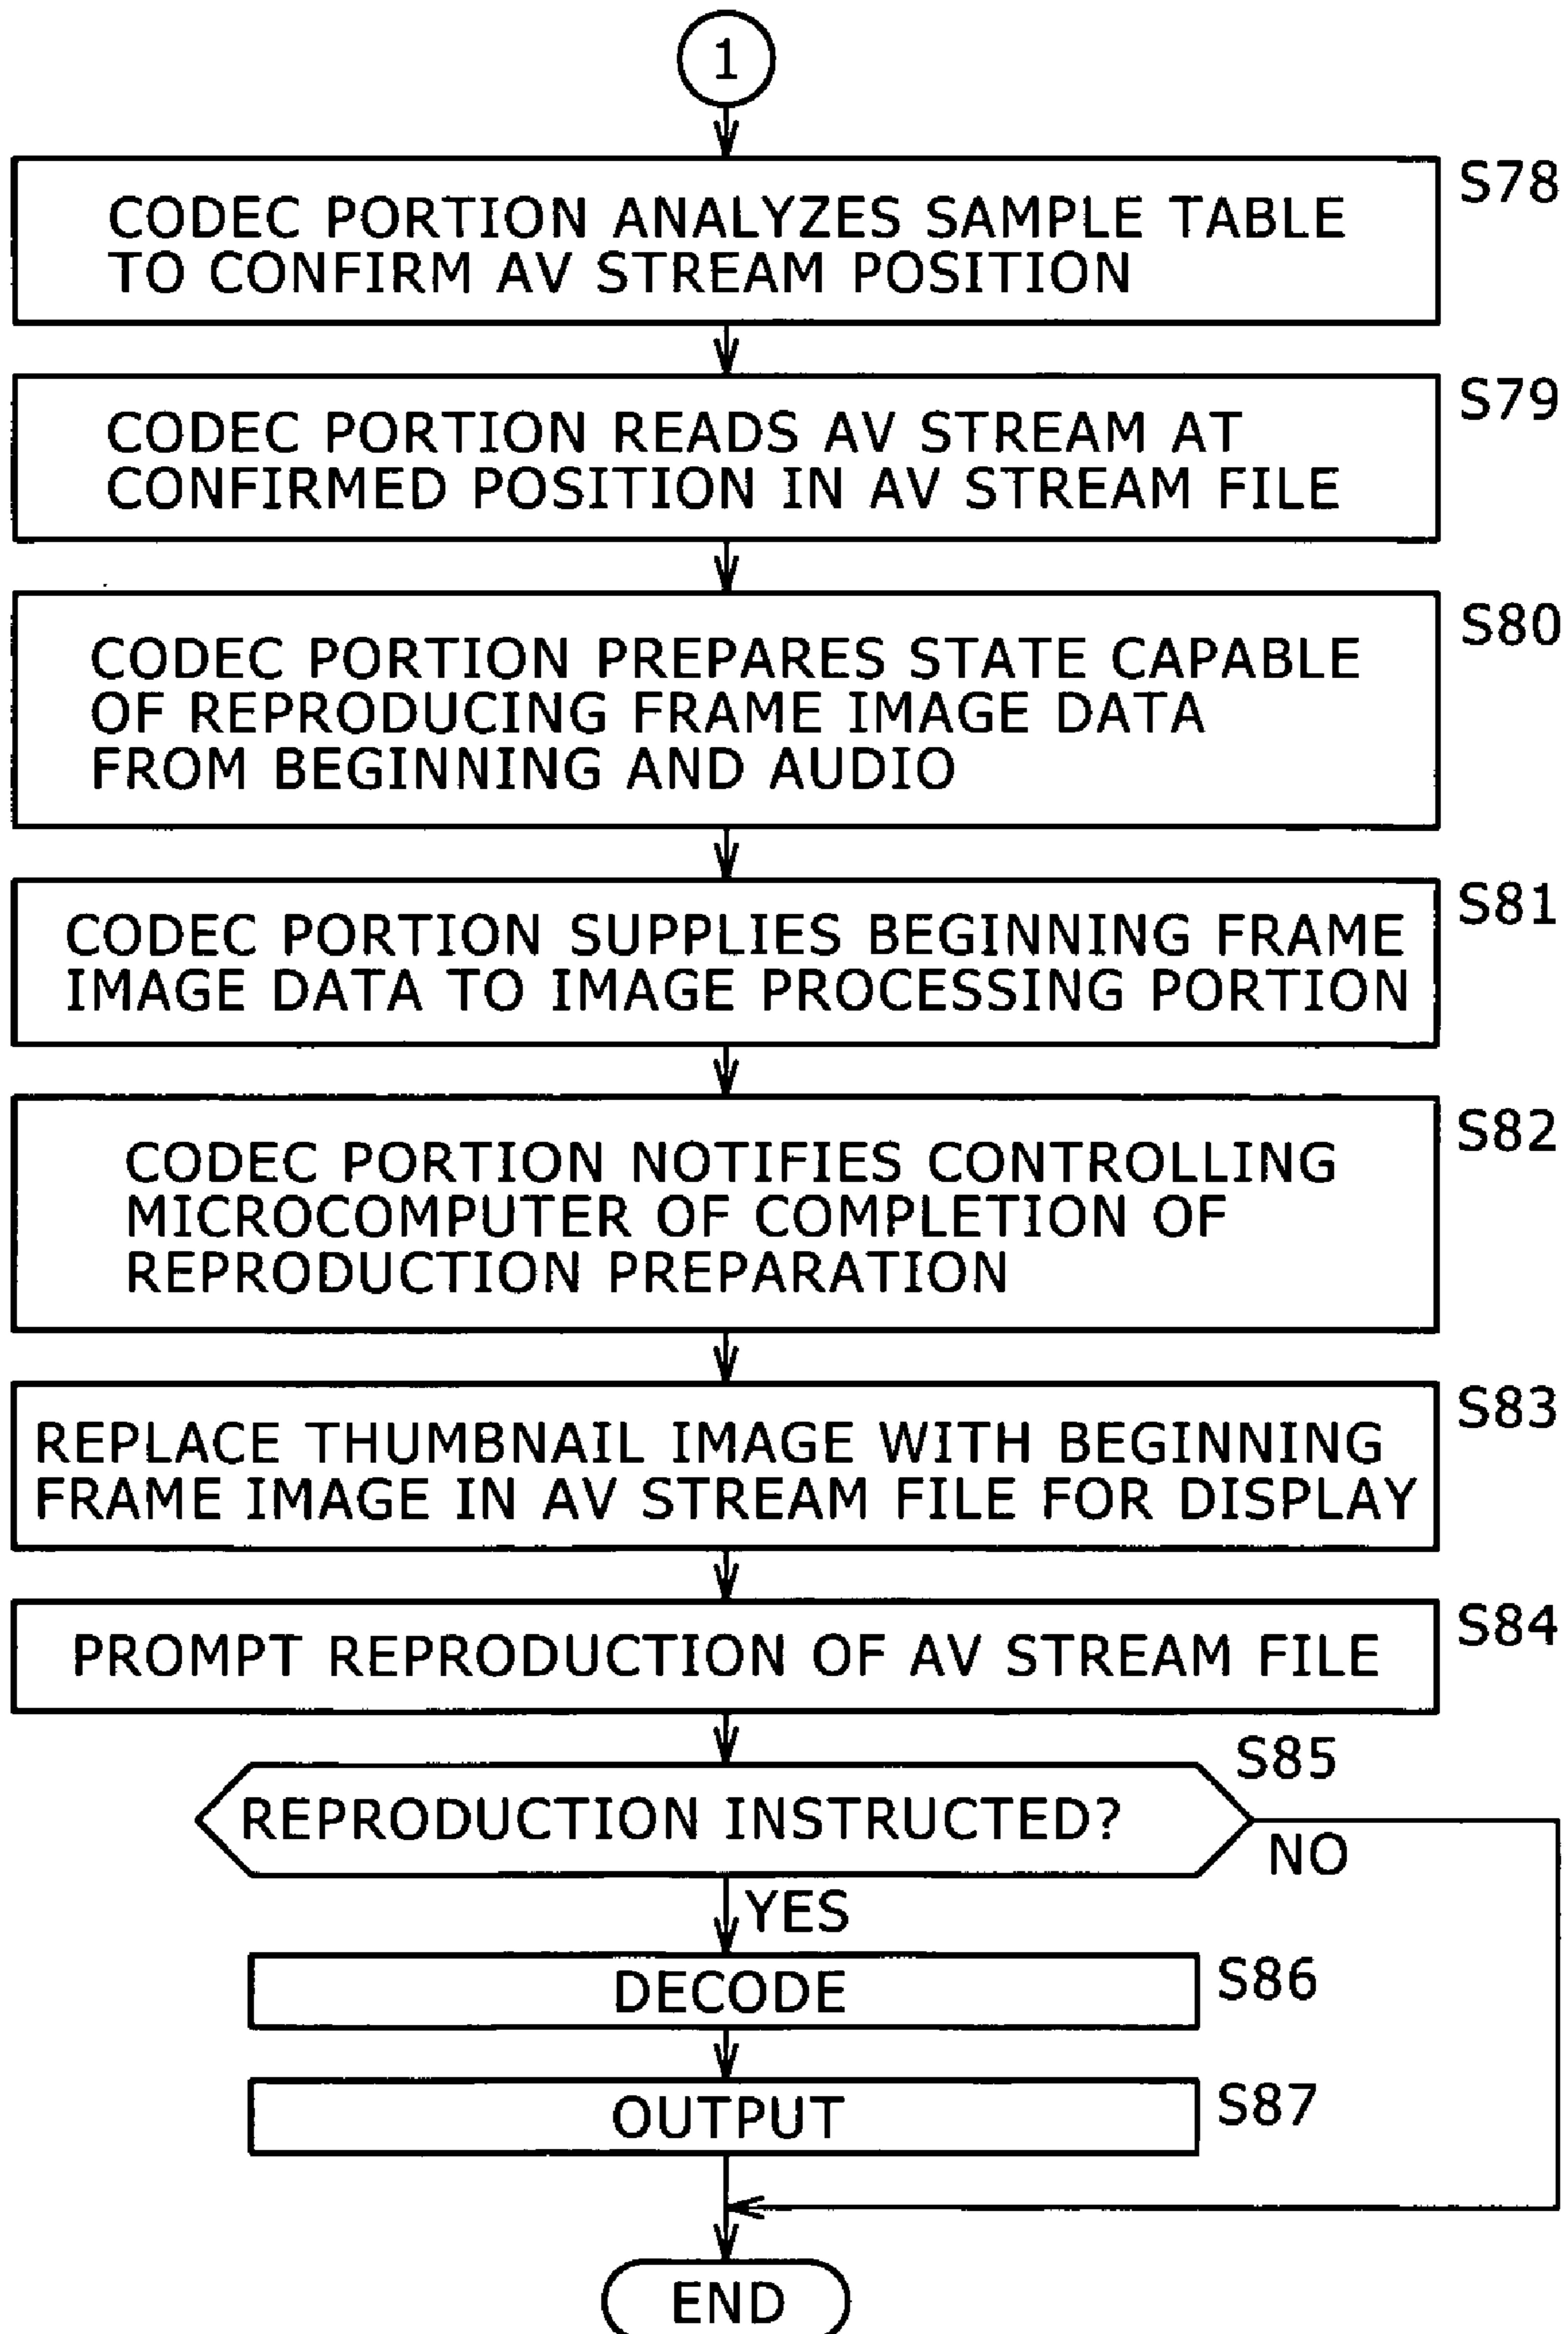 1
S78
CODEC PORTION ANALYZES SAMPLE TABLE
TO CONFIRM AV STREAM POSITION
S79
CODEC PORTION READS AV STREAM AT
CONFIRMED POSITION IN AV STREAM FILE
S80
CODEC PORTION PREPARES STATE CAPABLE
OF REPRODUCING FRAME IMAGE DATA
FROM BEGINNING AND AUDIO
S81
CODEC PORTION SUPPLIES BEGINNING FRAME
IMAGE DATA TO IMAGE PROCESSING PORTION
S82
CODEC PORTION NOTIFIES CONTROLLING
MICROCOMPUTER OF COMPLETION OF
REPRODUCTION PREPARATION
S83
REPLACE THUMBNAIL IMAGE WITH BEGINNING
FRAME IMAGE IN AV STREAM FILE FOR DISPLAY
S84
PROMPT REPRODUCTION OF AV STREAM FILE
S85
REPRODUCTION INSTRUCTED?
NO
YES
DECODE
S86
OUTPUT
S87
END